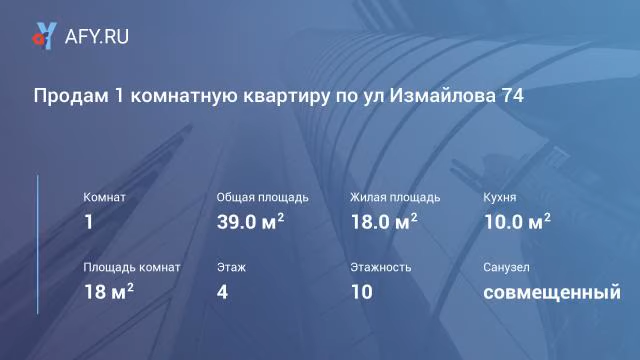 AFY.RU
Продам 1 комнатную квартиру по ул Измайлова 74
Комнат Общая площадь Жилая площадь Кухня
1 39.0 м² 18.0 м² 10.0 м²
Площадь комнат Этаж Этажность Санузел
18 м² 4 10 совмещенный